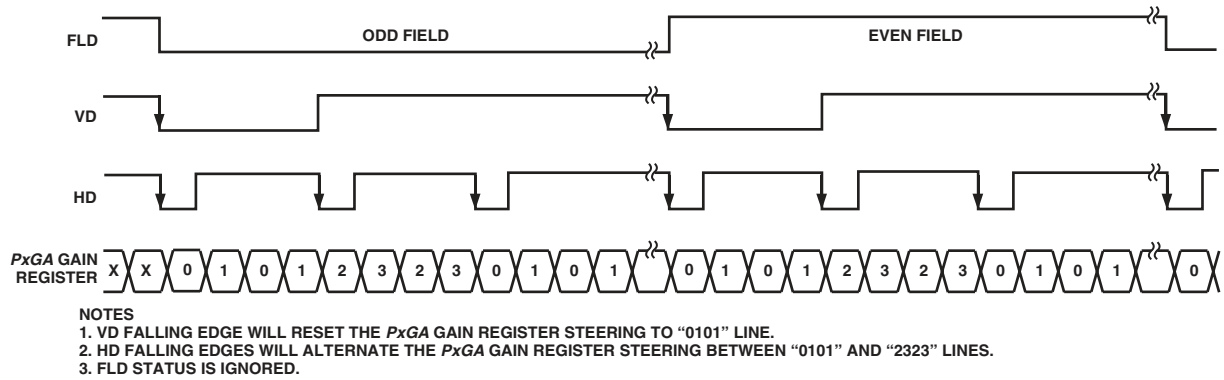 FLD ODD FIELD EVEN FIELD
VD
HD
PxGA GAIN
REGISTER X X 0 1 0 1 2 3 2 3 0 1 0 1 0 1 0 1 2 3 2 3 0 1 0 1 0
NOTES
1. VD FALLING EDGE WILL RESET THE PxGA GAIN REGISTER STEERING TO “0101” LINE.
2. HD FALLING EDGES WILL ALTERNATE THE PxGA GAIN REGISTER STEERING BETWEEN “0101” AND “2323” LINES.
3. FLD STATUS IS IGNORED.